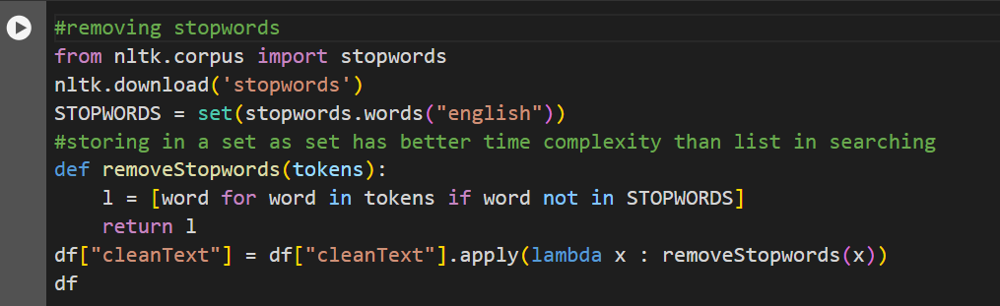 #removing stopwords
from nltk.corpus import stopwords
nltk.download('stopwords')
STOPWORDS = set(stopwords.words("english"))
#storing in a set as set has better time complexity than list in searching
def removeStopwords(tokens):
    l = [word for word in tokens if word not in STOPWORDS]
    return l
df["cleanText"] = df["cleanText"].apply(lambda x : removeStopwords(x))
df